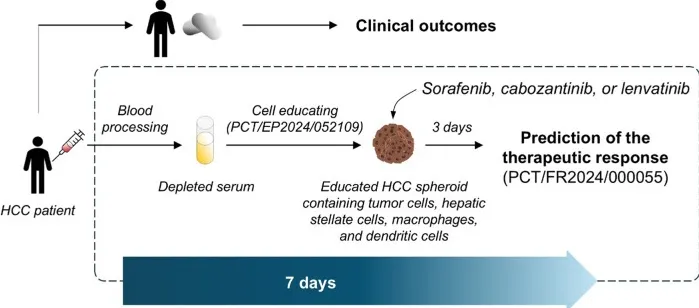 Clinical outcomes
Sorafenib, cabozantinib, or lenvatinib
Blood
processing
Cell educating
(PCT/EP2024/052109)
3 days
Prediction of the
therapeutic response
(PCT/FR2024/000055)
HCC patient
Depleted serum
Educated HCC spheroid
containing tumor cells, hepatic
stellate cells, macrophages,
and dendritic cells
7 days